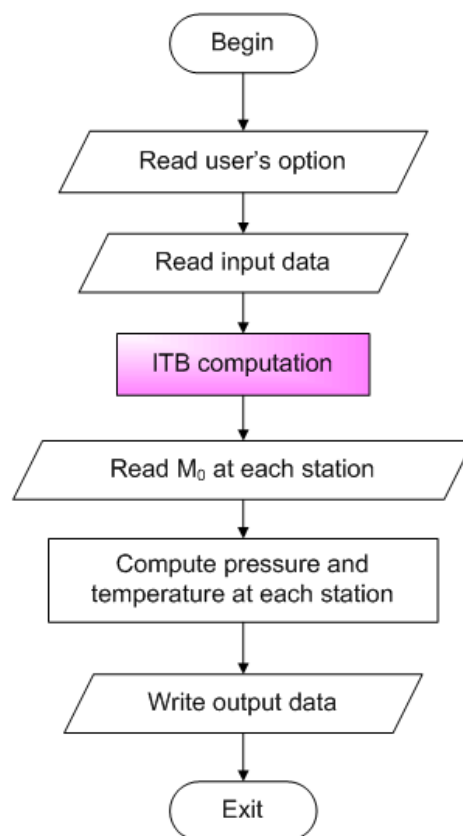 Begin
Read user's option
Read input data
ITB computation
Read M₀ at each station
Compute pressure and
temperature at each station
Write output data
Exit